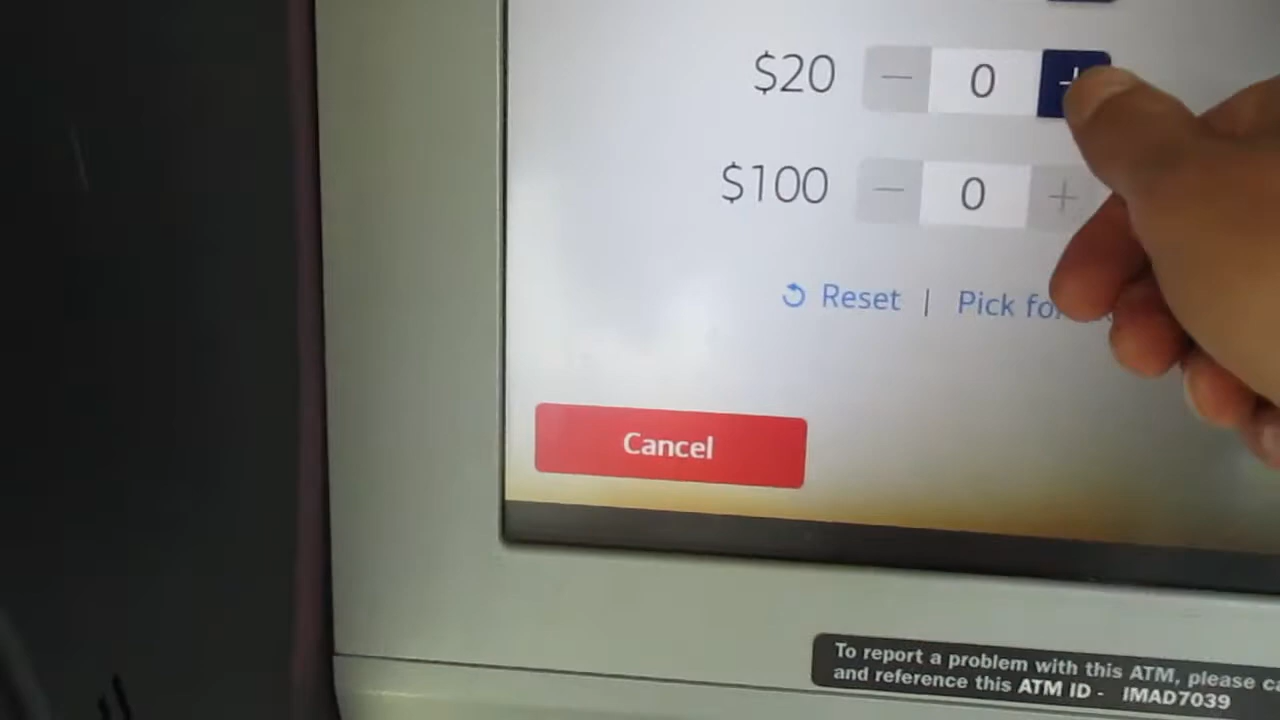 $20 — 0 +
$100 — 0 +
Reset | Pick
Cancel
To report a problem with this ATM, please
and reference this ATM ID - IMAD7039